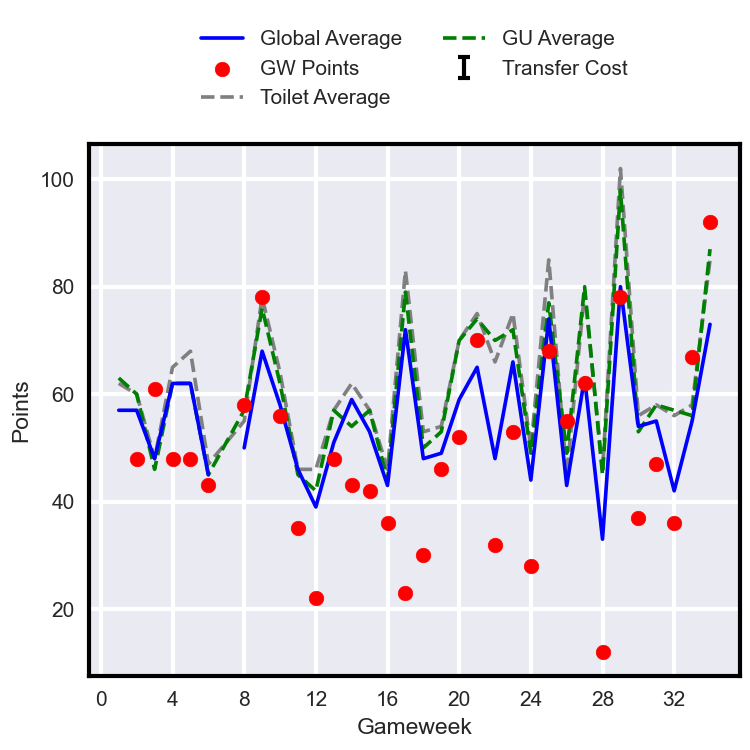 Global Average
GW Points
Toilet Average
GU Average
Transfer Cost
Points
100
80
60
40
20
0 4 8 12 16 20 24 28 32
Gameweek